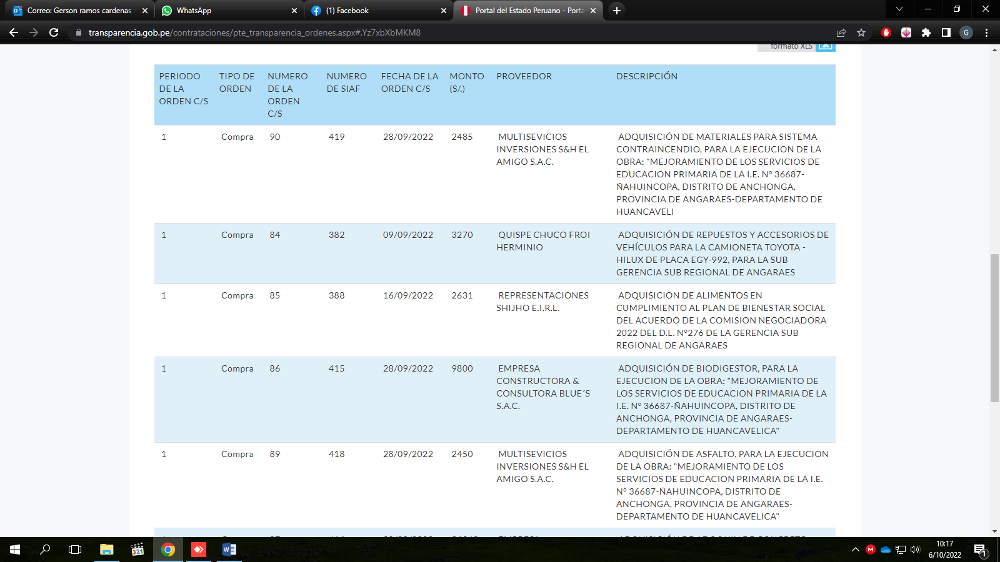 Correo: Gerson ramos cardenas -
WhatsApp
(1) Facebook
Portal del Estado Peruano - Porta
transparencia.gob.pe/contrataciones/pte_transparencia_ordenes.aspx#.Yz7xbXbMKM8
G
formato XLS
PERIODO DE LA ORDEN C/S
TIPO DE ORDEN
NUMERO DE LA ORDEN C/S
NUMERO DE SIAF
FECHA DE LA ORDEN C/S
MONTO (S/.)
PROVEEDOR
DESCRIPCIÓN
1 Compra 90 419 28/09/2022 2485
MULTISEVICIOS
INVERSIONES S&H EL
AMIGO S.A.C.
ADQUISICIÓN DE MATERIALES PARA SISTEMA
CONTRAINCENDIO, PARA LA EJECUCION DE LA
OBRA: "MEJORAMIENTO DE LOS SERVICIOS DE
EDUCACION PRIMARIA DE LA I.E. N° 36687-
ÑAHUINCOPA, DISTRITO DE ANCHONGA,
PROVINCIA DE ANGARAES-DEPARTAMENTO DE
HUANCAVELI
1 Compra 84 382 09/09/2022 3270
QUISPE CHUCO FROI
HERMINIO
ADQUISICIÓN DE REPUESTOS Y ACCESORIOS DE
VEHÍCULOS PARA LA CAMIONETA TOYOTA -
HILUX DE PLACA EGY-992, PARA LA SUB
GERENCIA SUB REGIONAL DE ANGARAES
1 Compra 85 388 16/09/2022 2631
REPRESENTACIONES
SHIJHO E.I.R.L.
ADQUISICION DE ALIMENTOS EN
CUMPLIMIENTO AL PLAN DE BIENESTAR SOCIAL
DEL ACUERDO DE LA COMISION NEGOCIADORA
2022 DEL D.L. N°276 DE LA GERENCIA SUB
REGIONAL DE ANGARAES
1 Compra 86 415 28/09/2022 9800
EMPRESA
CONSTRUCTORA &
CONSULTORA BLUE´S
S.A.C.
ADQUISICIÓN DE BIODIGESTOR, PARA LA
EJECUCION DE LA OBRA: "MEJORAMIENTO DE
LOS SERVICIOS DE EDUCACION PRIMARIA DE LA
I.E. N° 36687-ÑAHUINCOPA, DISTRITO DE
ANCHONGA, PROVINCIA DE ANGARAES-
DEPARTAMENTO DE HUANCAVELICA"
1 Compra 89 418 28/09/2022 2450
MULTISEVICIOS
INVERSIONES S&H EL
AMIGO S.A.C.
ADQUISICIÓN DE ASFALTO, PARA LA EJECUCION
DE LA OBRA: "MEJORAMIENTO DE LOS
SERVICIOS DE EDUCACION PRIMARIA DE LA I.E.
N° 36687-ÑAHUINCOPA, DISTRITO DE
ANCHONGA, PROVINCIA DE ANGARAES-
DEPARTAMENTO DE HUANCAVELICA"
321
M
W
10:17
6/10/2022
1